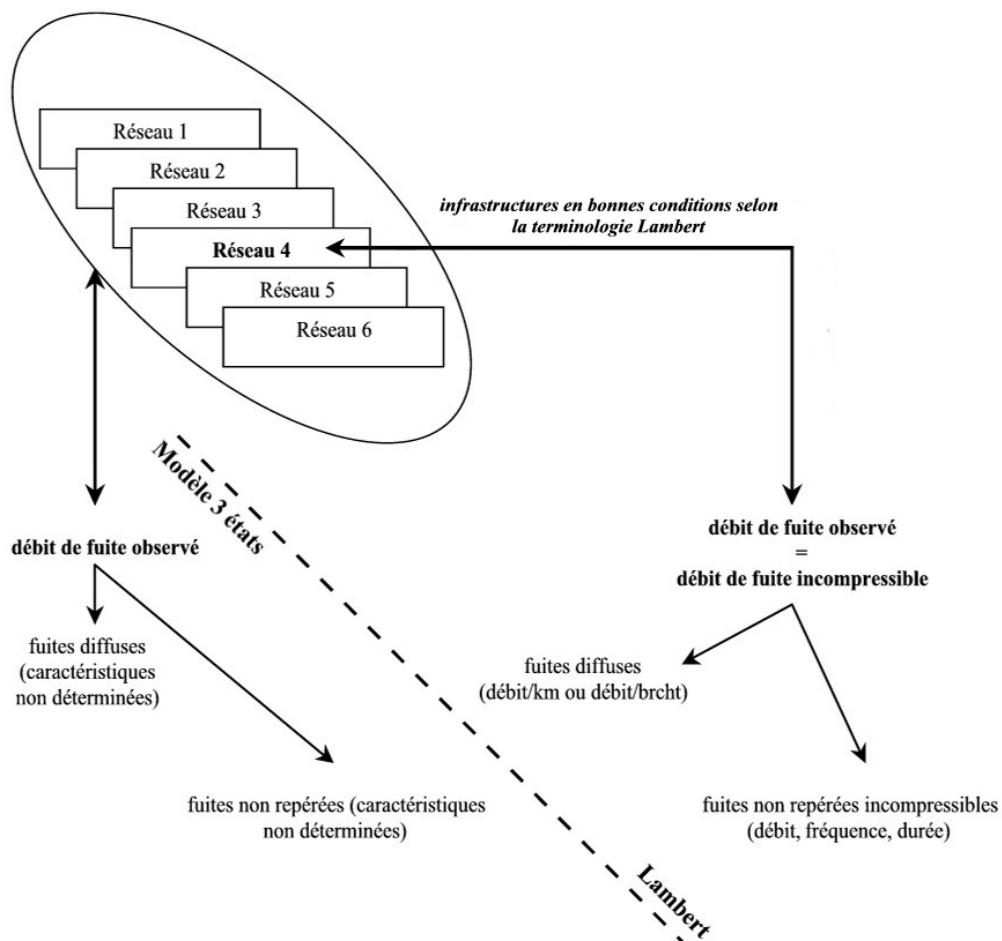 Réseau 1
Réseau 2
Réseau 3
Réseau 4
Réseau 5
Réseau 6
infrastructures en bonnes conditions selon
la terminologie Lambert
Modèle 3 états
débit de fuite observé
fuites diffuses
(caractéristiques
non déterminées)
fuites non repérées (caractéristiques
non déterminées)
débit de fuite observé
=
débit de fuite incompressible
fuites diffuses
(débit/km ou débit/brcht)
fuites non repérées incompressibles
(débit, fréquence, durée)
Lambert